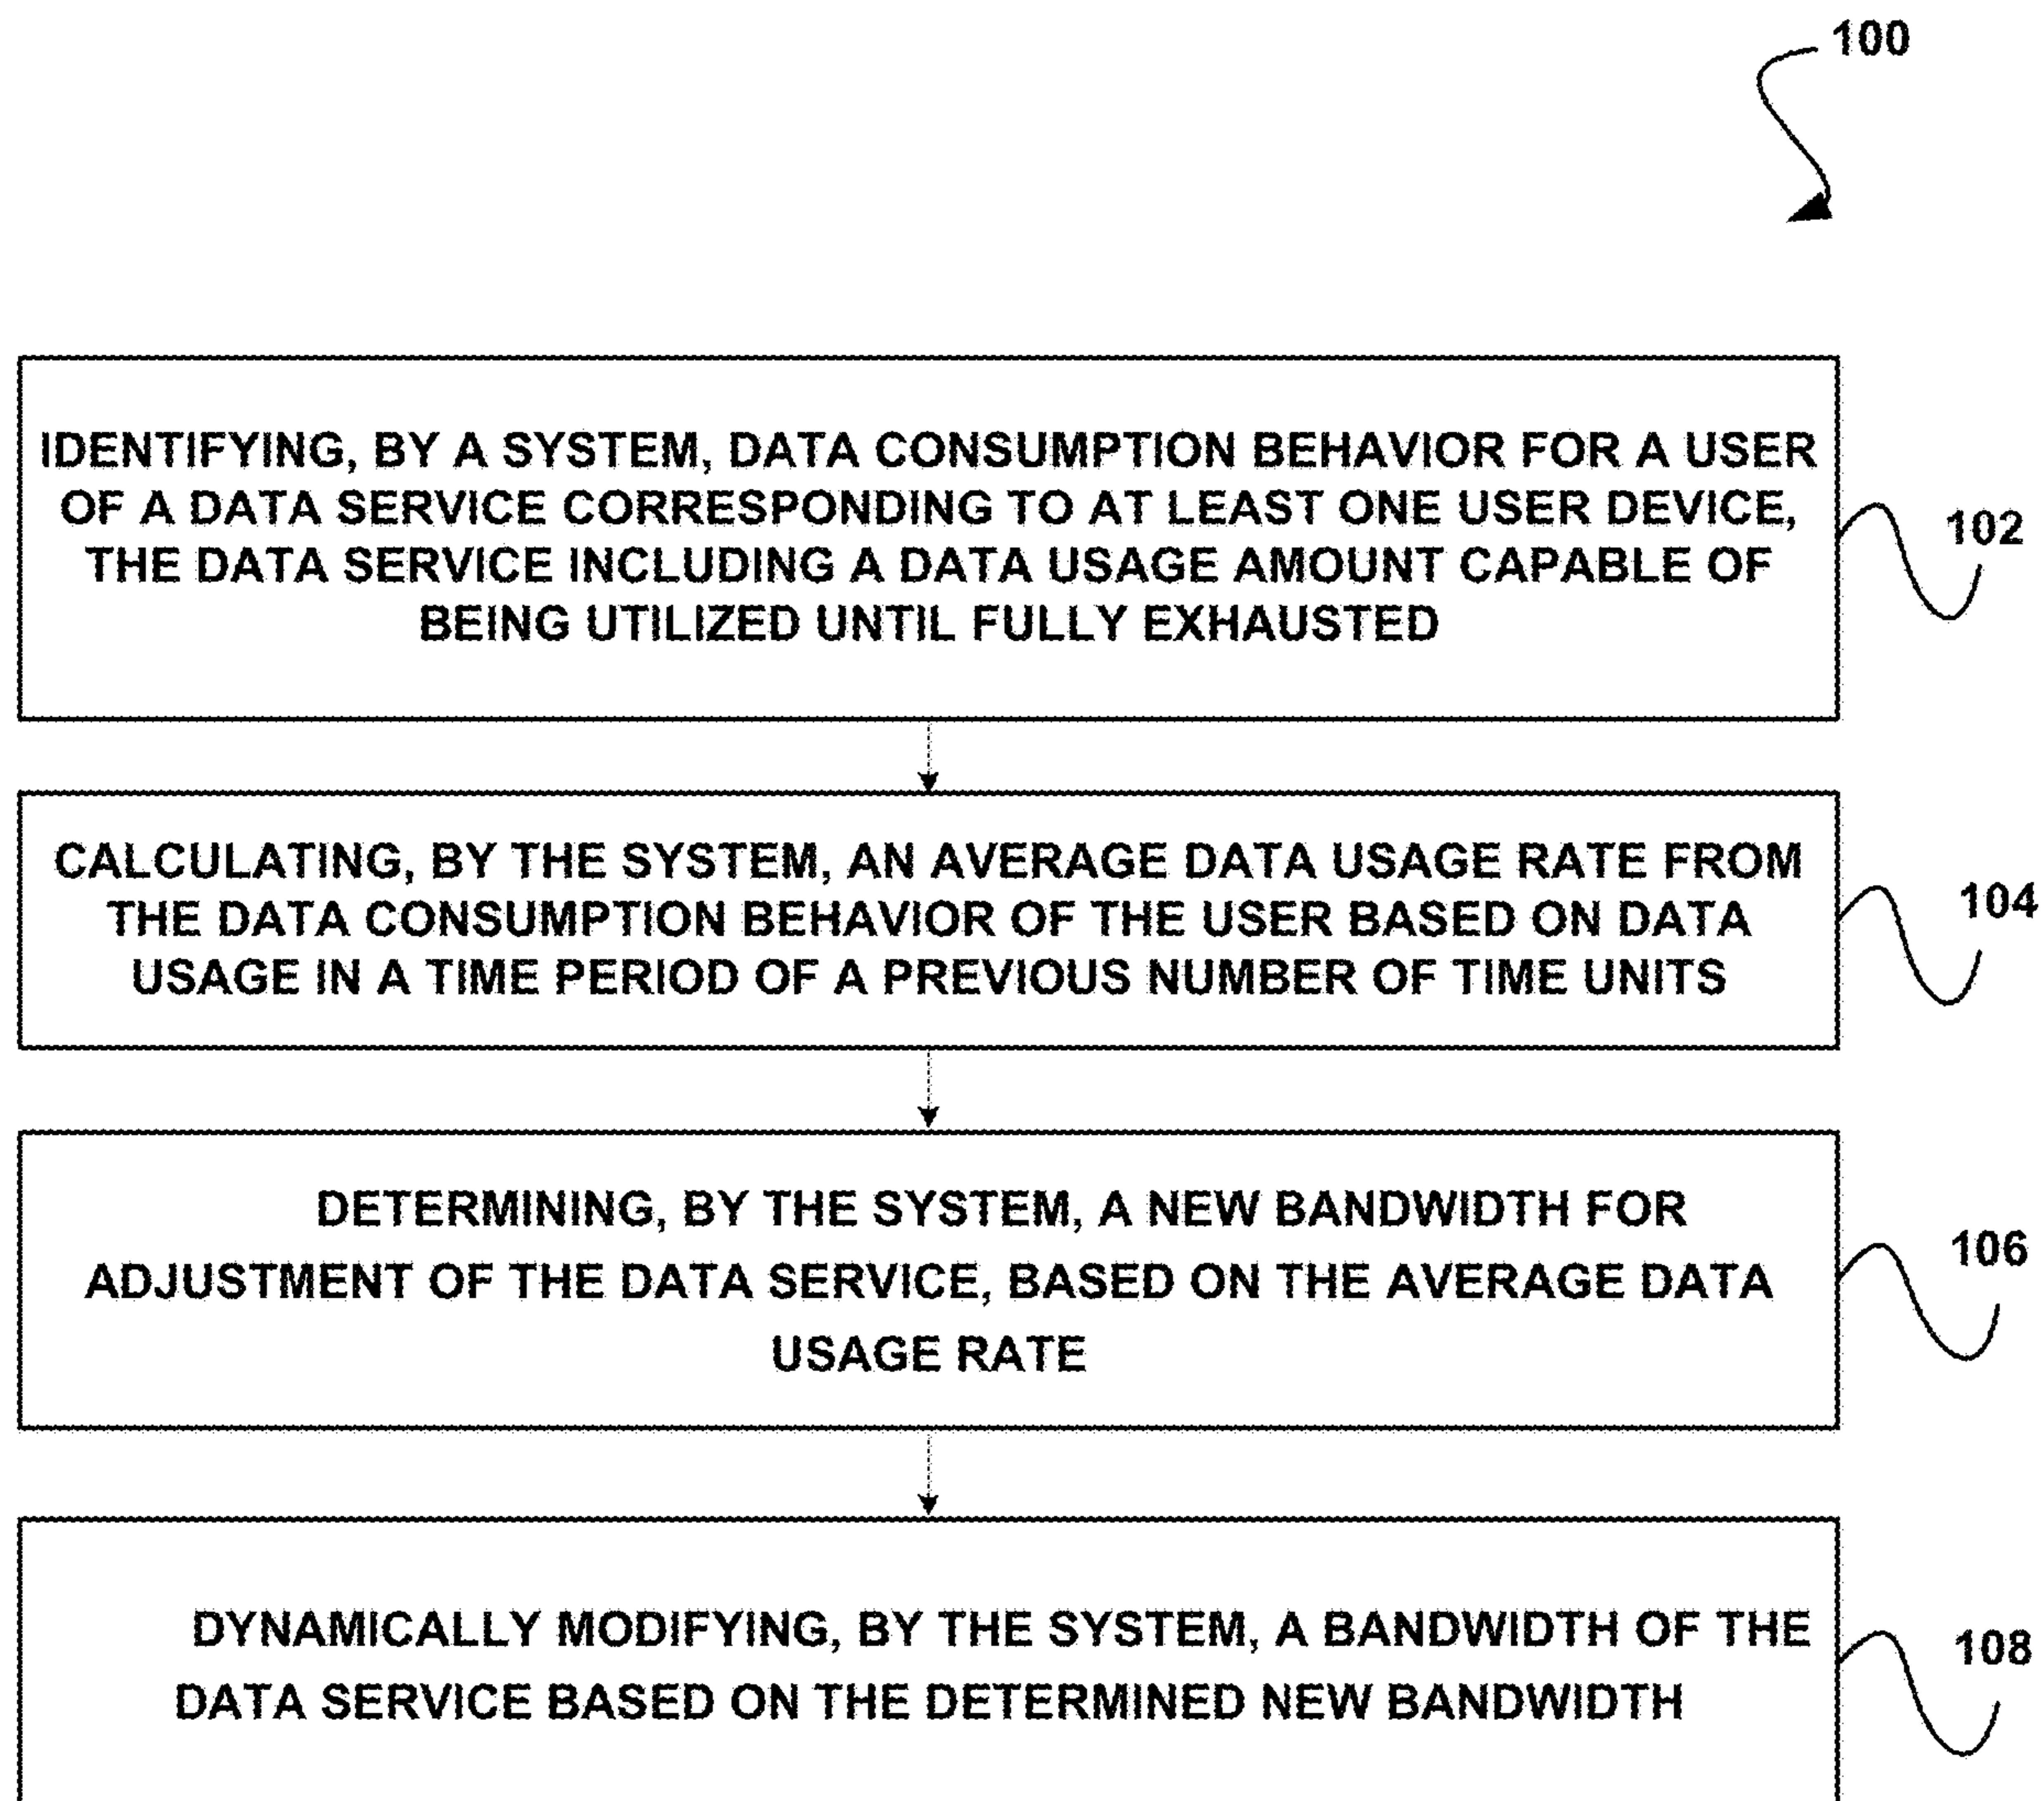 100
IDENTIFYING, BY A SYSTEM, DATA CONSUMPTION BEHAVIOR FOR A USER
OF A DATA SERVICE CORRESPONDING TO AT LEAST ONE USER DEVICE,
THE DATA SERVICE INCLUDING A DATA USAGE AMOUNT CAPABLE OF
BEING UTILIZED UNTIL FULLY EXHAUSTED
102
CALCULATING, BY THE SYSTEM, AN AVERAGE DATA USAGE RATE FROM
THE DATA CONSUMPTION BEHAVIOR OF THE USER BASED ON DATA
USAGE IN A TIME PERIOD OF A PREVIOUS NUMBER OF TIME UNITS
104
DETERMINING, BY THE SYSTEM, A NEW BANDWIDTH FOR
ADJUSTMENT OF THE DATA SERVICE, BASED ON THE AVERAGE DATA
USAGE RATE
106
DYNAMICALLY MODIFYING, BY THE SYSTEM, A BANDWIDTH OF THE
DATA SERVICE BASED ON THE DETERMINED NEW BANDWIDTH
108